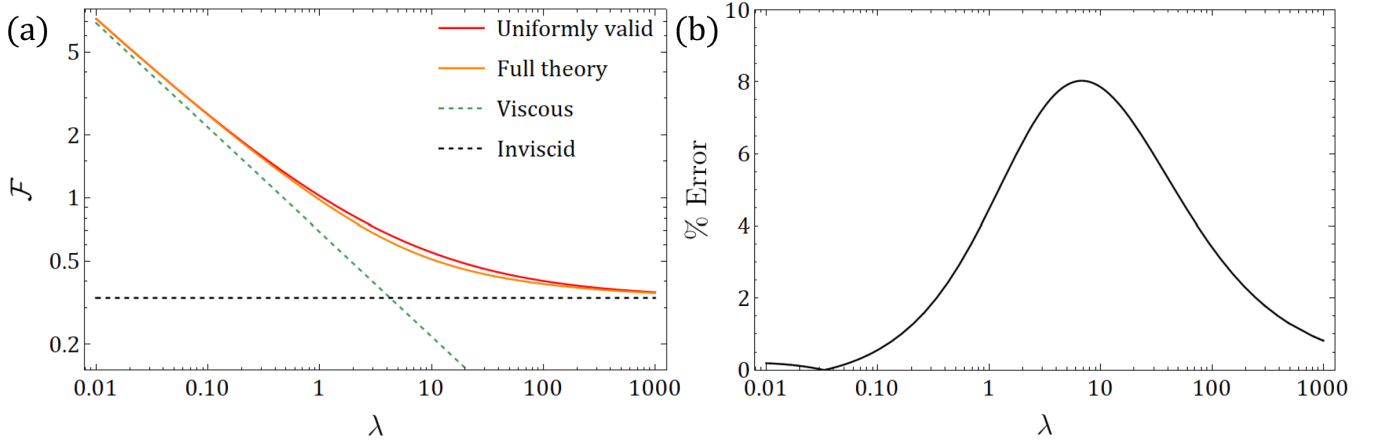 (a)
Uniformly valid
Full theory
Viscous
Inviscid
5
2
1
0.5
0.2
ℱ
0.01 0.10 1 10 100 1000
λ
(b)
10
8
6
4
2
0
% Error
0.01 0.10 1 10 100 1000
λ